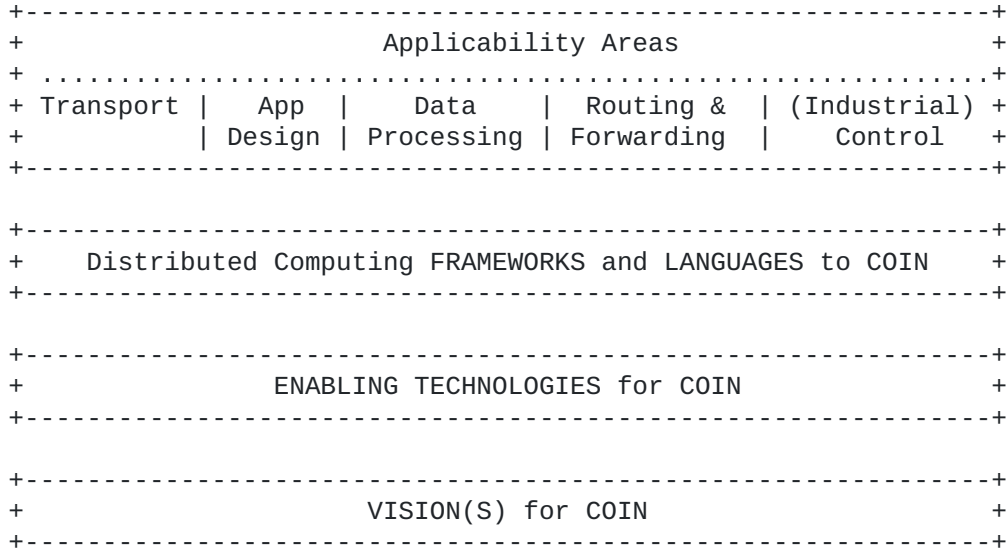 +--------------------------------------------------------------+
+                       Applicability Areas                    +
+ .............................................................+
+ Transport |   App  |    Data      |  Routing &  | (Industrial) +
+           | Design | Processing | Forwarding  |    Control   +
+--------------------------------------------------------------+
+--------------------------------------------------------------+
+    Distributed Computing FRAMEWORKS and LANGUAGES to COIN    +
+--------------------------------------------------------------+
+--------------------------------------------------------------+
+                ENABLING TECHNOLOGIES for COIN                +
+--------------------------------------------------------------+
+--------------------------------------------------------------+
+                      VISION(S) for COIN                      +
+--------------------------------------------------------------+